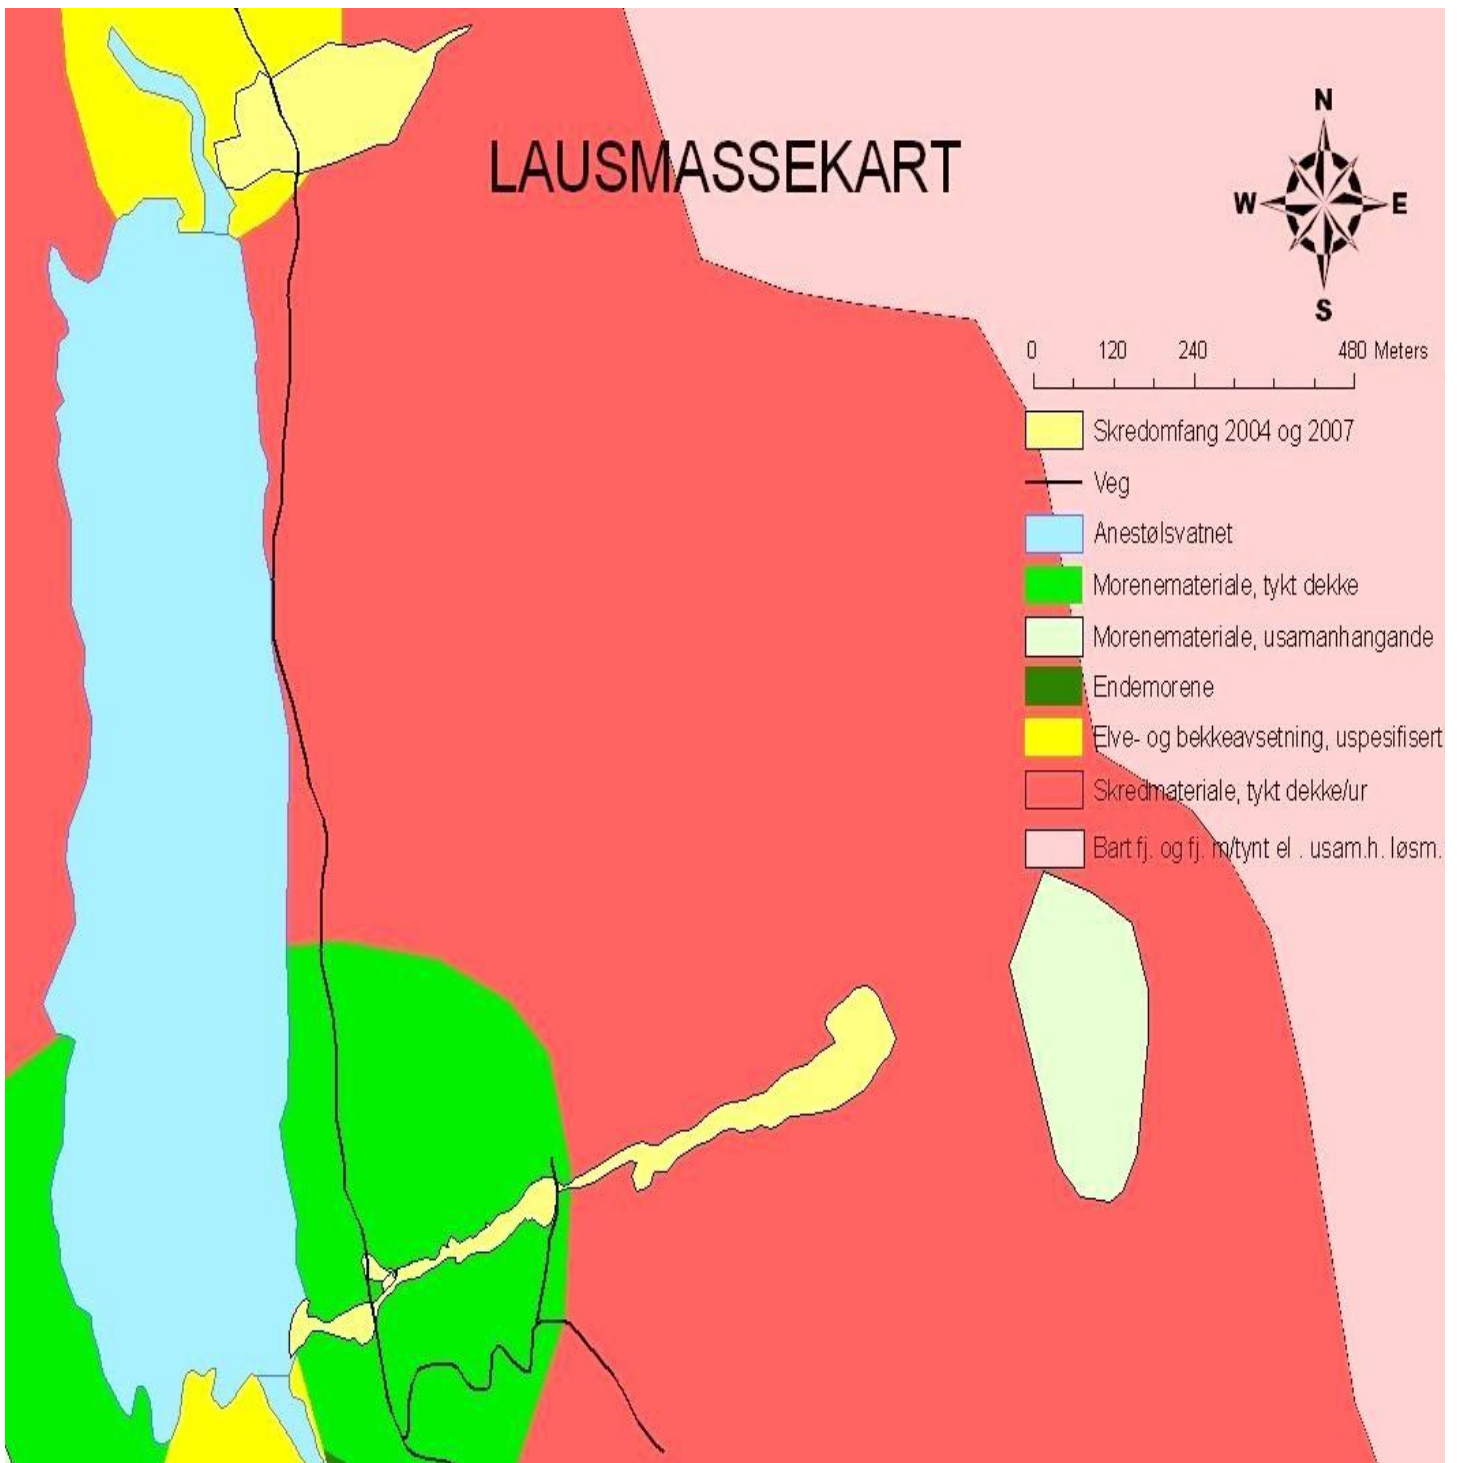 LAUSMASSEKART
N
W E
S
0 120 240 480 Meters
Skredomfang 2004 og 2007
Veg
Anestølsvatnet
Morenemateriale, tykt dekke
Morenemateriale, usamanhangande
Endemorene
Elve- og bekkeavsetning, uspesifisert
Skredmateriale, tykt dekke/ur
Bart fj. og fj. m/tynt el . usam.h. løsm.